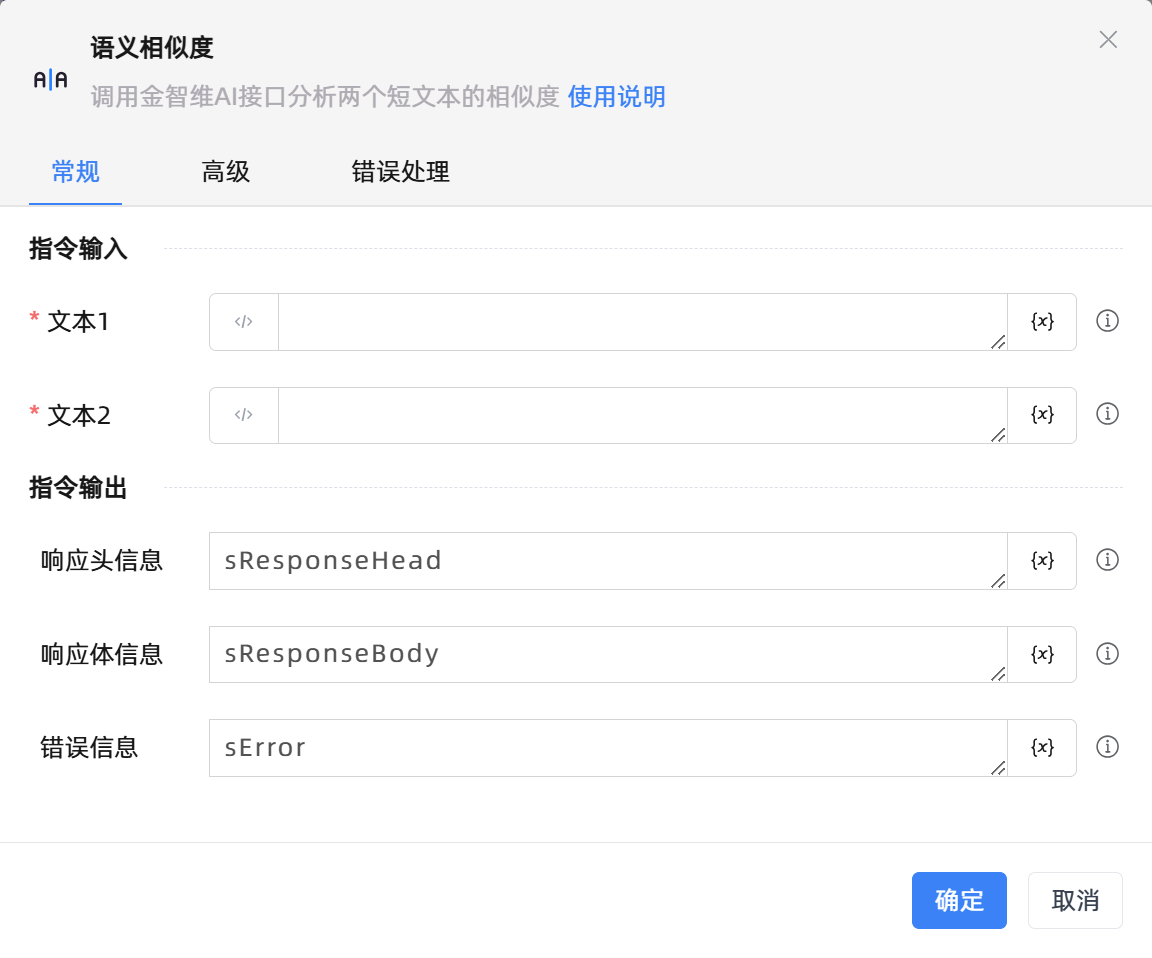 语义相似度
A|A
调用金智维AI接口分析两个短文本的相似度 使用说明
常规 高级 错误处理
指令输入
* 文本1 </> {x}
* 文本2 </> {x}
指令输出
响应头信息 sResponseHead {x}
响应体信息 sResponseBody {x}
错误信息 sError {x}
确定 取消